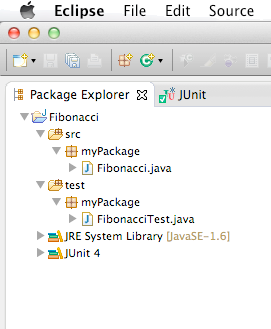 Eclipse File Edit Source
Package Explorer JUnit
Fibonacci
src
myPackage
Fibonacci.java
test
myPackage
FibonacciTest.java
JRE System Library [JavaSE-1.6]
JUnit 4